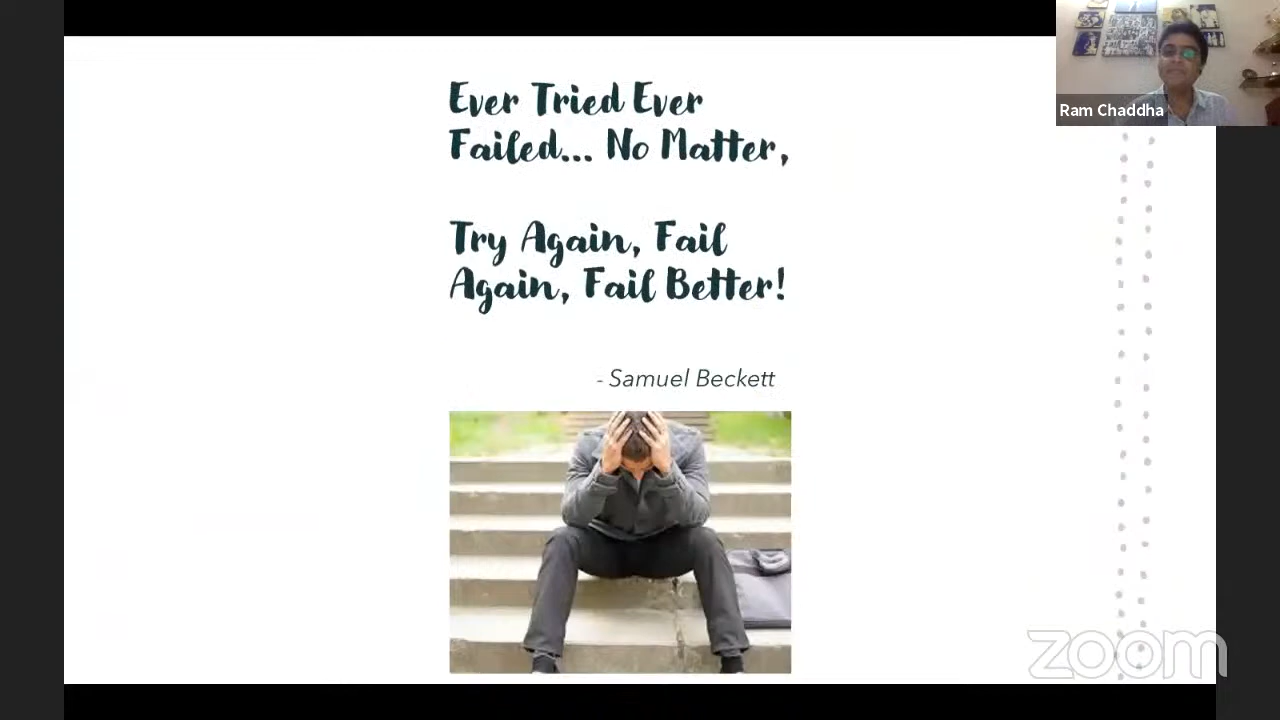 Ever Tried Ever
Failed... No Matter,
Try Again, Fail
Again, Fail Better!
- Samuel Beckett
Ram Chaddha
zoom